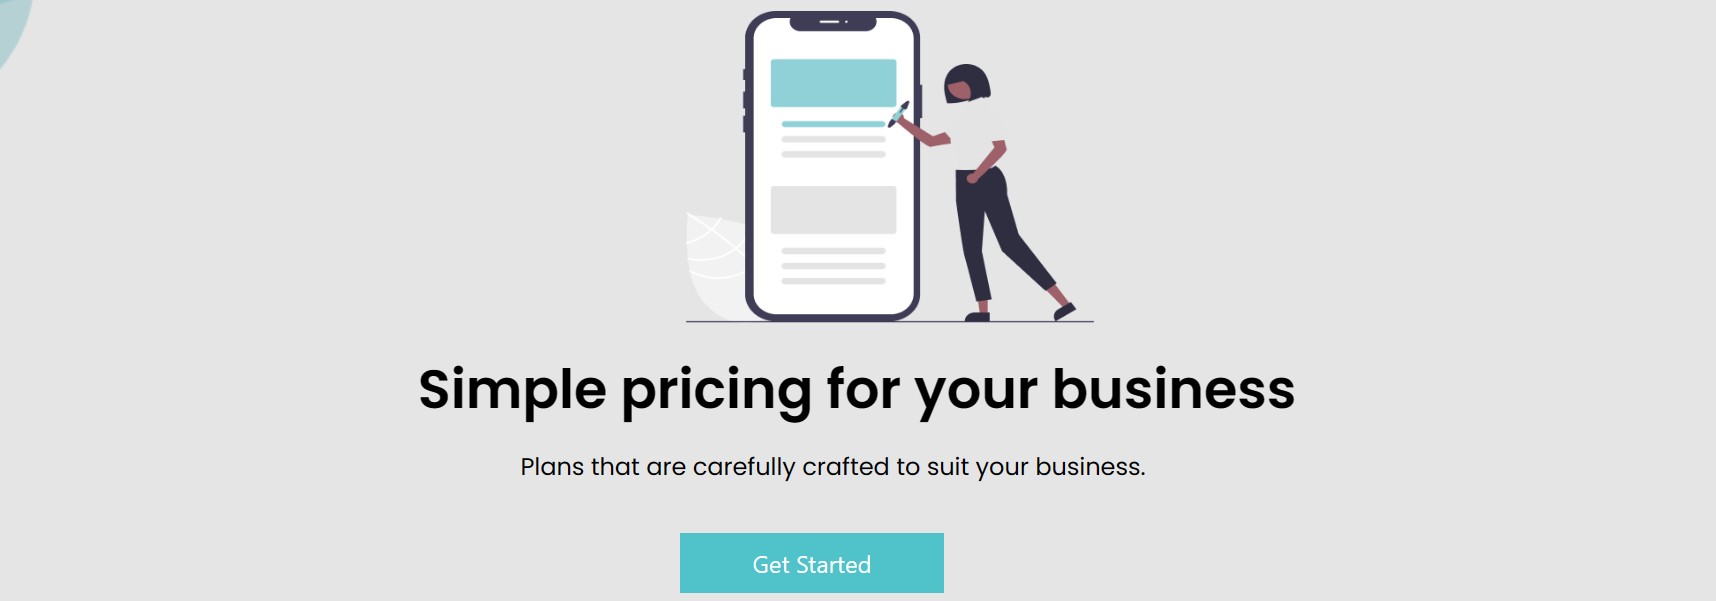 Simple pricing for your business
Plans that are carefully crafted to suit your business.
Get Started